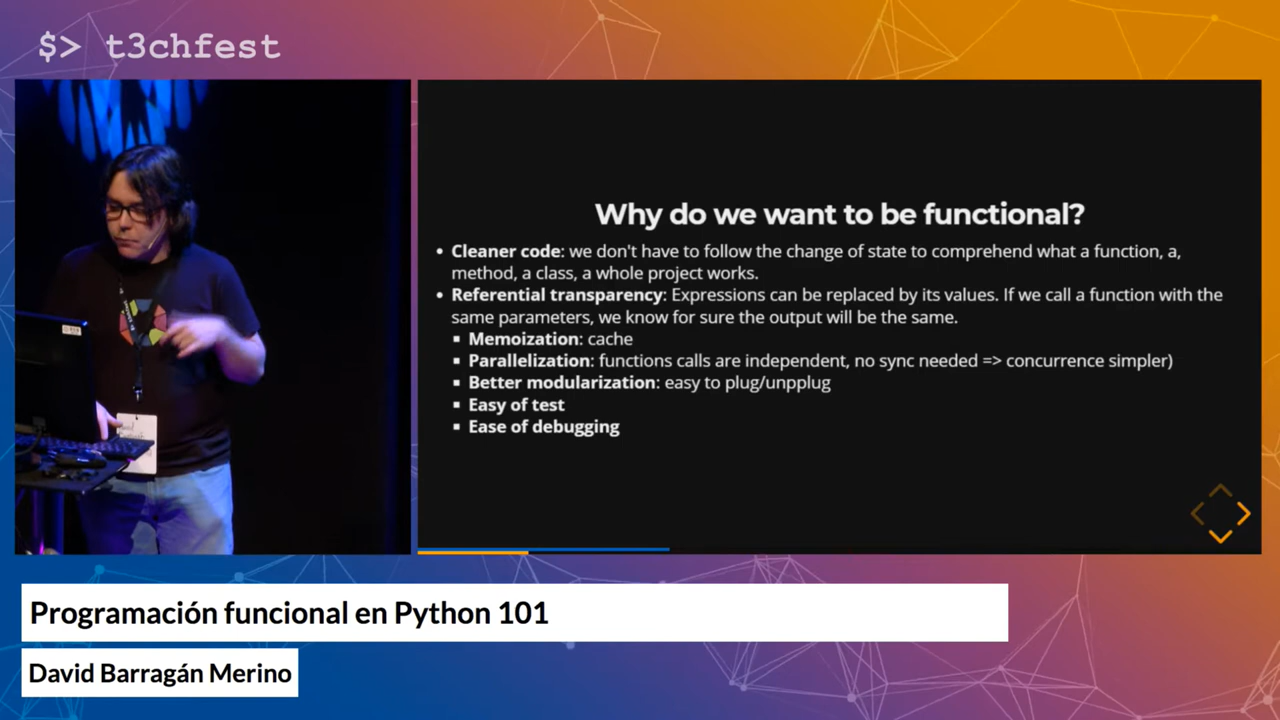 $> t3chfest
Why do we want to be functional?
• Cleaner code: we don't have to follow the change of state to comprehend what a function, a,
method, a class, a whole project works.
• Referential transparency: Expressions can be replaced by its values. If we call a function with the
same parameters, we know for sure the output will be the same.
▪ Memoization: cache
▪ Parallelization: functions calls are independent, no sync needed => concurrence simpler)
▪ Better modularization: easy to plug/unpplug
▪ Easy of test
▪ Ease of debugging
Programación funcional en Python 101
David Barragán Merino